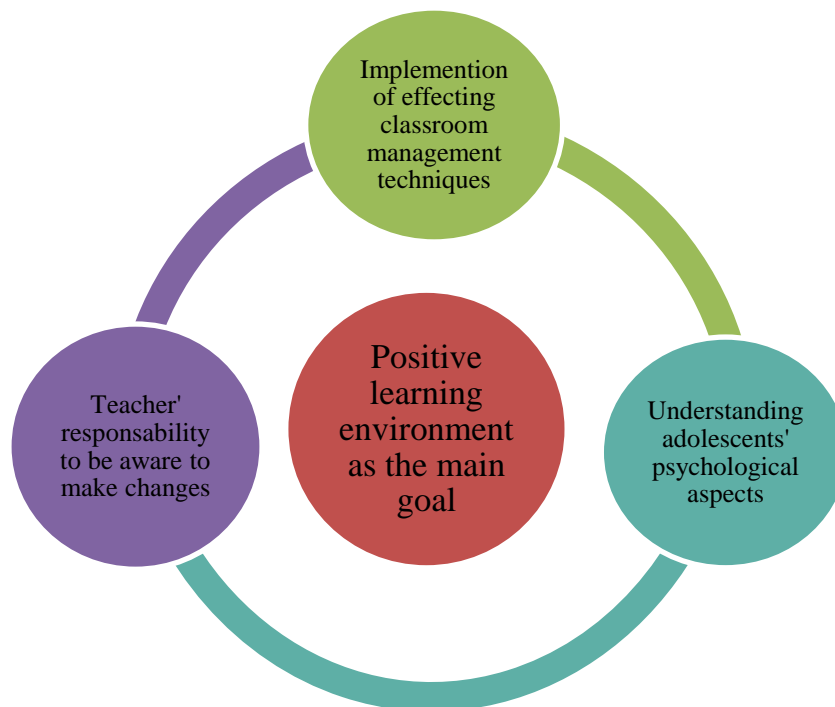 Implemention
of effecting
classroom
management
techniques
Positive
learning
environment
as the main
goal
Teacher'
responsability
to be aware to
make changes
Understanding
adolescents'
psychological
aspects